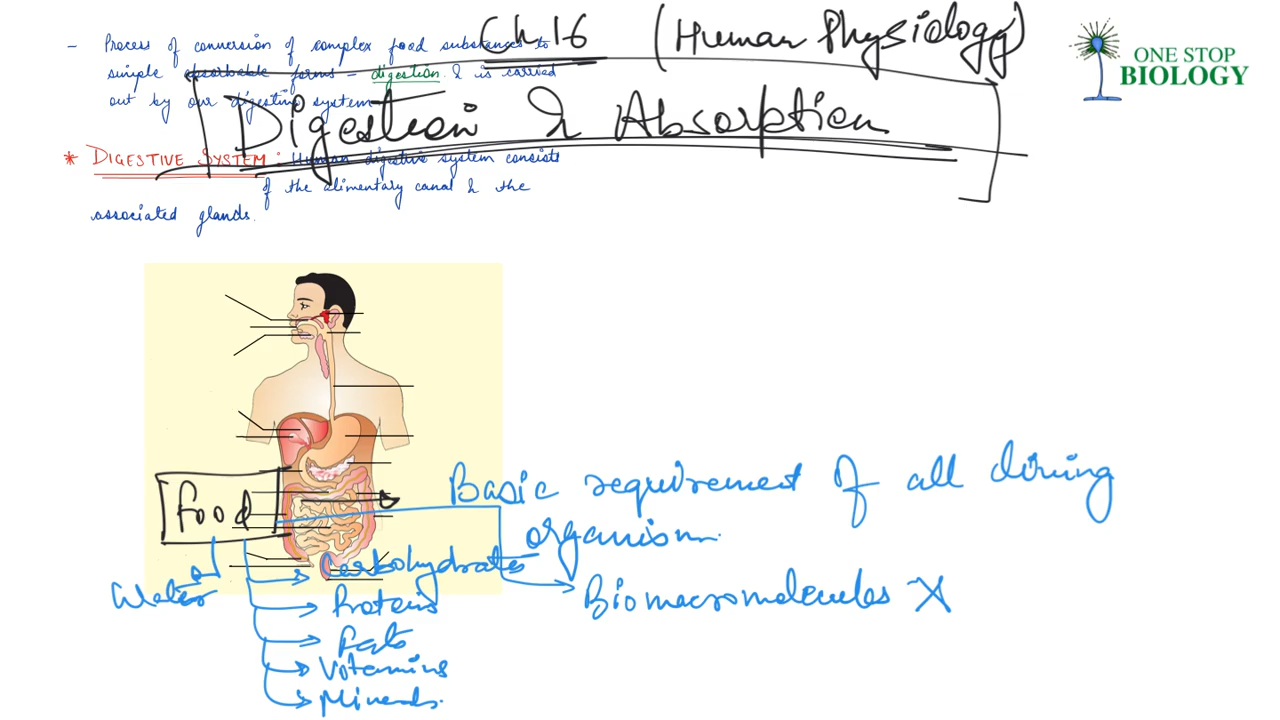 Ch 16 (Human Physiology)
ONE STOP
BIOLOGY
- Process of conversion of complex food substances to
simple absorbable forms - digestion & is carried
out by our digestive system
Digestion & Absorption
* DIGESTIVE SYSTEM : Human digestive system consists
of the alimentary canal & the
associated glands.
Food
Basic requirement of all living
organism.
Biomacromolecules X
Water
Carbohydrates
Proteins
Fats
Vitamins
Minerals.